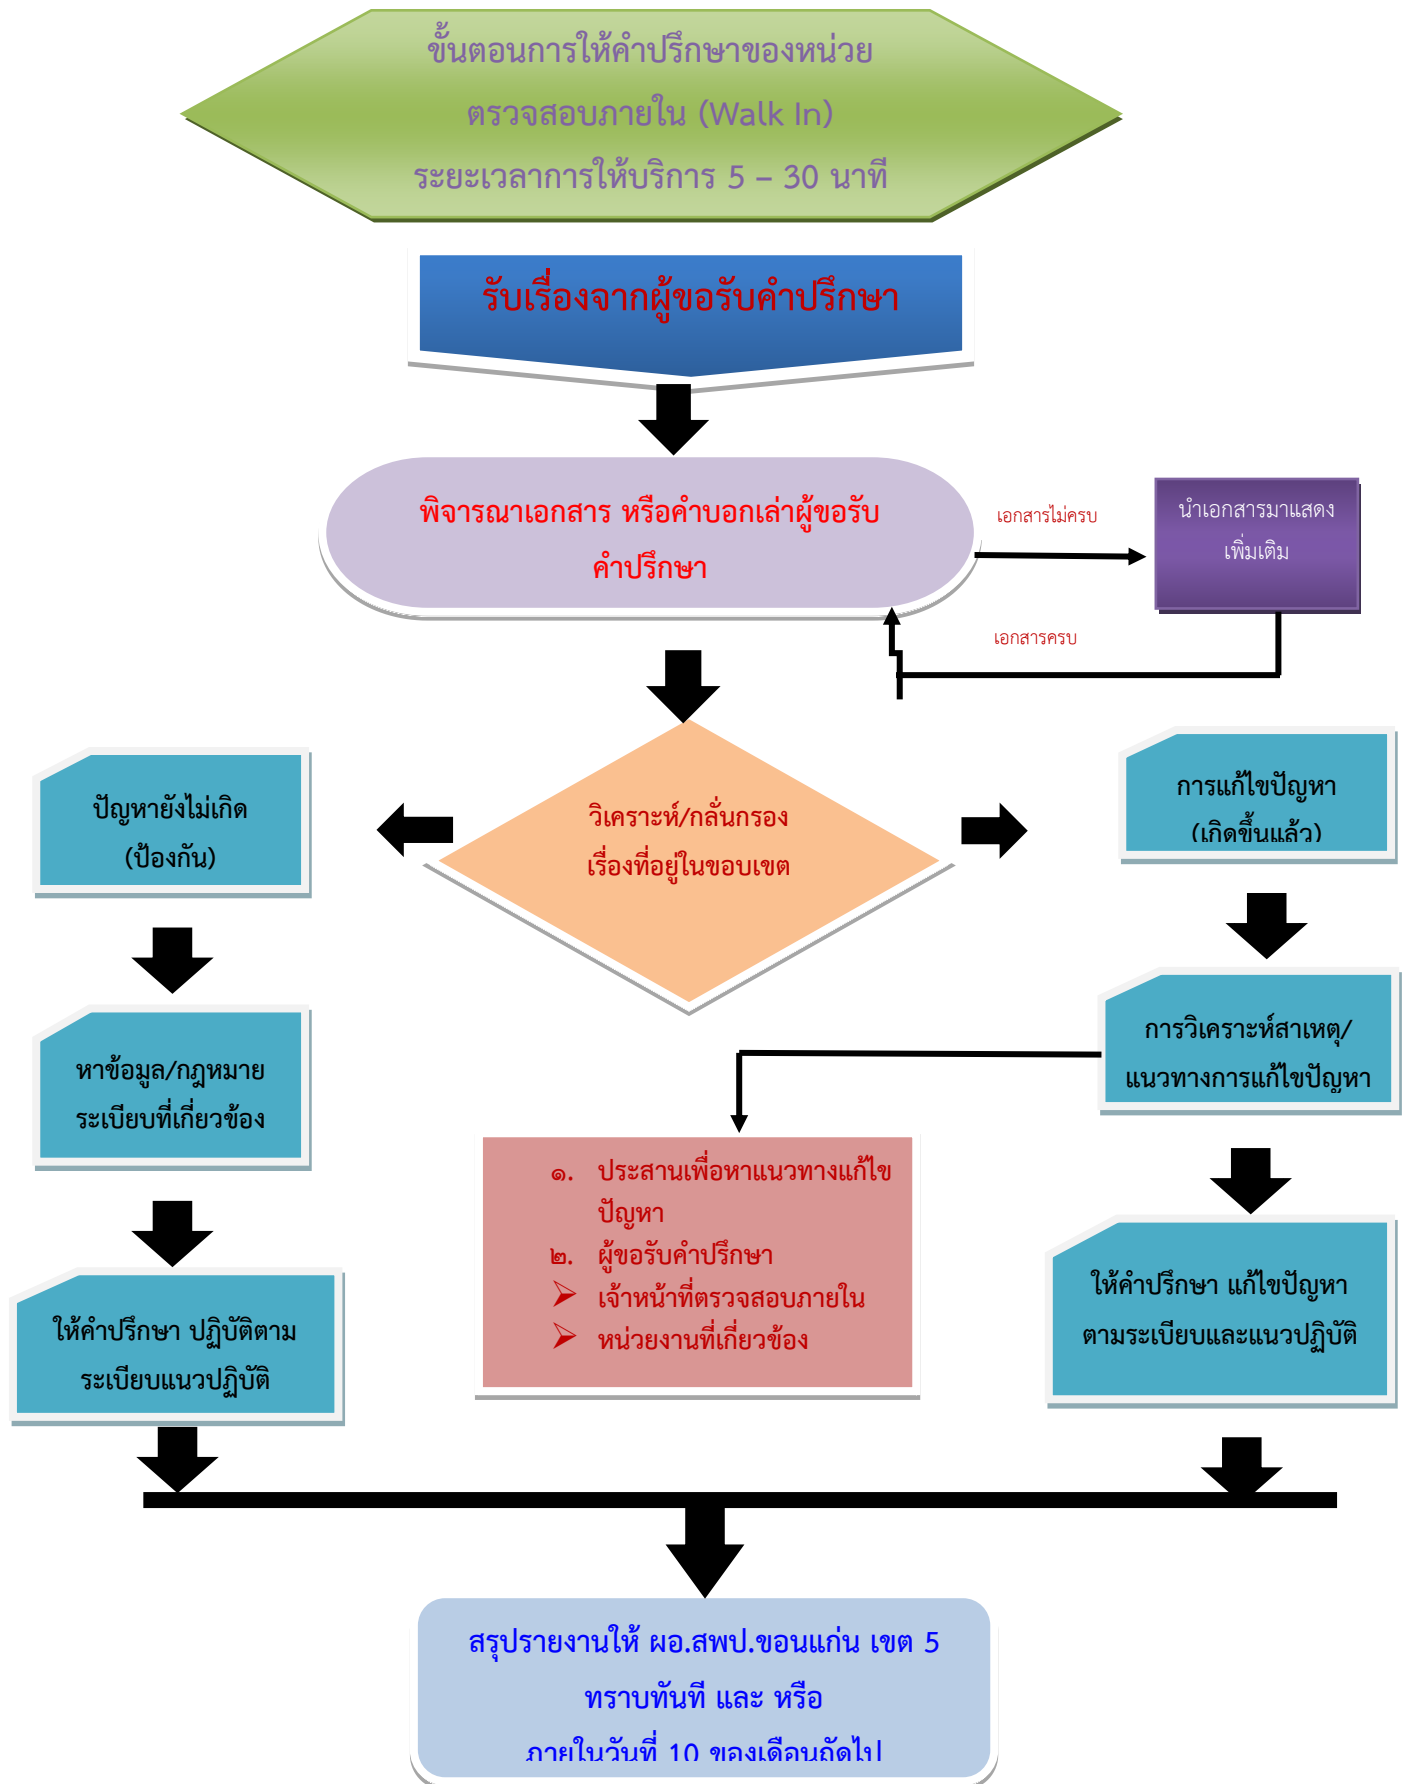 ขั้นตอนการให้คำปรึกษาของหน่วย
ตรวจสอบภายใน (Walk In)
ระยะเวลาการให้บริการ 5 – 30 นาที
รับเรื่องจากผู้ขอรับคำปรึกษา
พิจารณาเอกสาร หรือคำบอกเล่าผู้ขอรับ
คำปรึกษา
เอกสารไม่ครบ
นำเอกสารมาแสดง
เพิ่มเติม
เอกสารครบ
วิเคราะห์/กลั่นกรอง
เรื่องที่อยู่ในขอบเขต
ปัญหายังไม่เกิด
(ป้องกัน)
การแก้ไขปัญหา
(เกิดขึ้นแล้ว)
หาข้อมูล/กฎหมาย
ระเบียบที่เกี่ยวข้อง
การวิเคราะห์สาเหตุ/
แนวทางการแก้ไขปัญหา
๑. ประสานเพื่อหาแนวทางแก้ไข
ปัญหา
๒. ผู้ขอรับคำปรึกษา
➢ เจ้าหน้าที่ตรวจสอบภายใน
➢ หน่วยงานที่เกี่ยวข้อง
ให้คำปรึกษา ปฏิบัติตาม
ระเบียบแนวปฏิบัติ
ให้คำปรึกษา แก้ไขปัญหา
ตามระเบียบและแนวปฏิบัติ
สรุปรายงานให้ ผอ.สพป.ขอนแก่น เขต 5
ทราบทันที และ หรือ
ภายในวันที่ 10 ของเดือนถัดไป